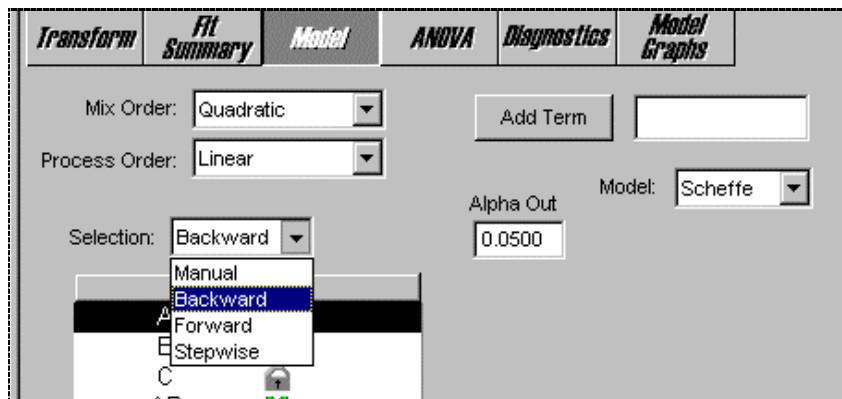 Transform Fit Summary Model ANOVA Diagnostics Model Graphs
Mix Order: Quadratic Add Term
Process Order: Linear
Model: Scheffe
Alpha Out
Selection: Backward 0.0500
Manual
Backward
A
Forward
Stepwise
C